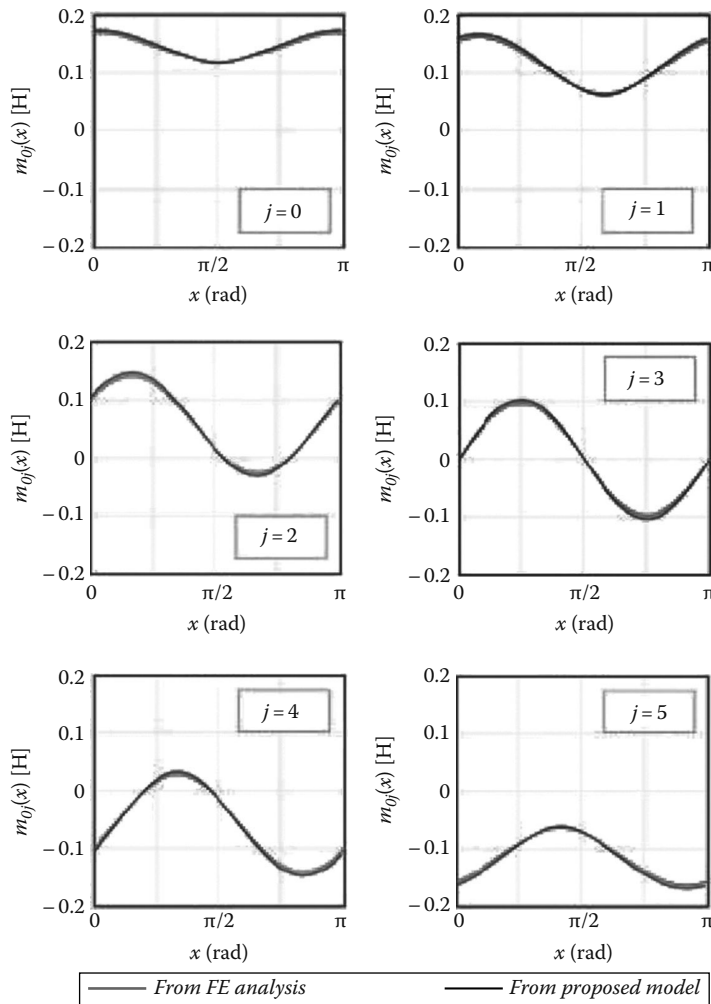 0.2
0.1
0
−0.1
−0.2
m0j(x) [H]
j = 0
0
π/2
π
x (rad)
0.2
0.1
0
−0.1
−0.2
m0j(x) [H]
j = 1
0
π/2
π
x (rad)
0.2
0.1
0
−0.1
−0.2
m0j(x) [H]
j = 2
0
π/2
π
x (rad)
0.2
0.1
0
−0.1
−0.2
m0j(x) [H]
j = 3
0
π/2
π
x (rad)
0.2
0.1
0
−0.1
−0.2
m0j(x) [H]
j = 4
0
π/2
π
x (rad)
0.2
0.1
0
−0.1
−0.2
m0j(x) [H]
j = 5
0
π/2
π
x (rad)
From FE analysis
From proposed model